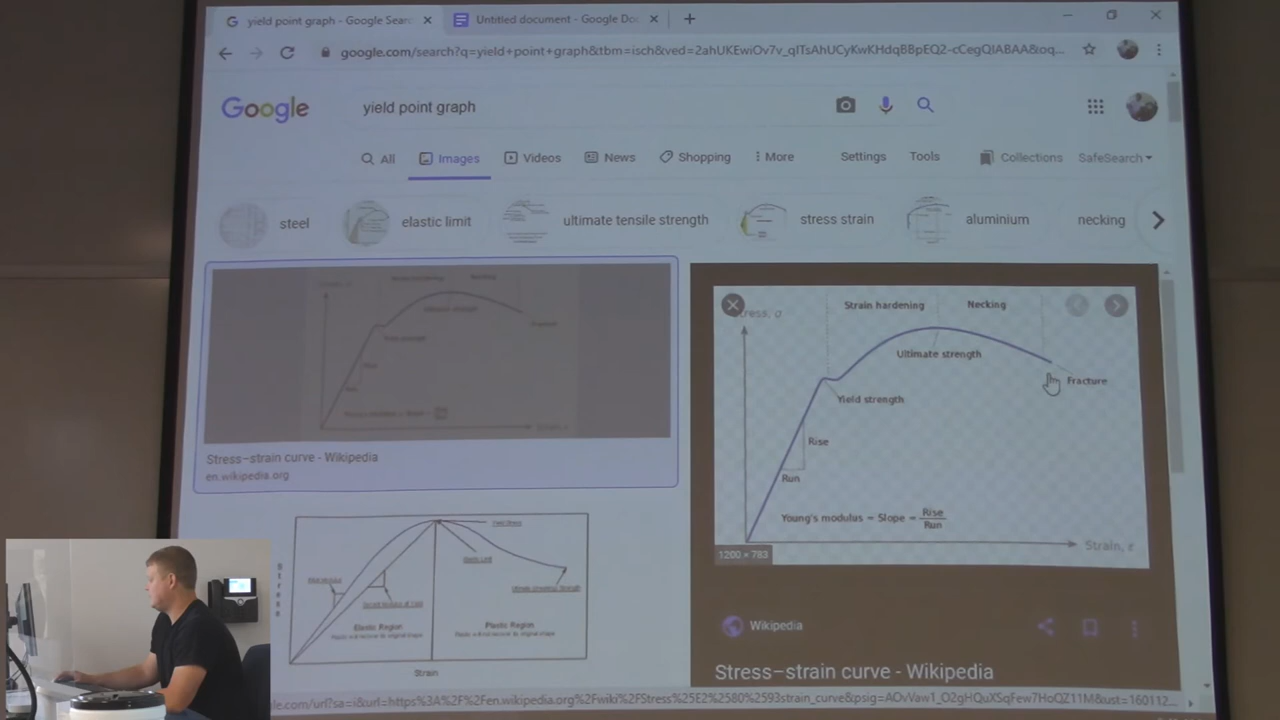 yield point graph - Google Searc
Untitled document - Google Doc
google.com/search?q=yield+point+graph&tbm=isch&ved=2ahUKEwiOv7v_qITsAhUCyKwKHdqBBpEQ2-cCegQIABAA&oq...
Google
yield point graph
All
Images
Videos
News
Shopping
More
Settings
Tools
Collections
SafeSearch
steel
elastic limit
ultimate tensile strength
stress strain
aluminium
necking
Stress–strain curve - Wikipedia
en.wikipedia.org
Stress
Elastic Region
Plastic Region
Strain
Stress, σ
Strain hardening
Necking
Ultimate strength
Fracture
Yield strength
Rise
Run
Young's modulus = Slope = Rise
Run
Strain, ε
1200 × 783
Wikipedia
Stress–strain curve - Wikipedia